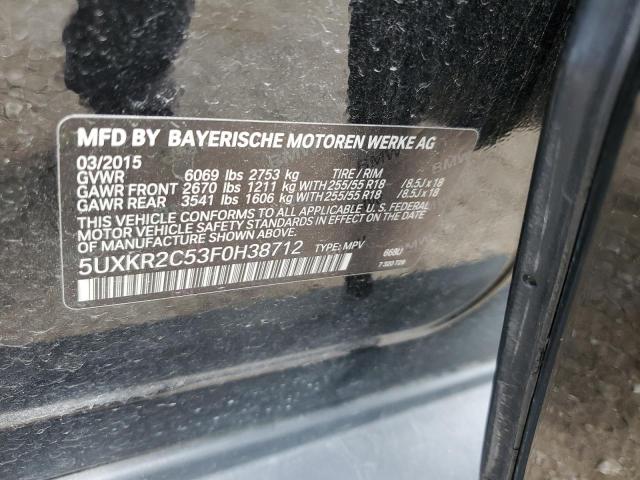 MFD BY BAYERISCHE MOTOREN WERKE AG
03/2015
GVWR 6069 lbs 2753 kg TIRE / RIM
GAWR FRONT 2670 lbs 1211 kg WITH 255/55 R18 /8.5J x 18
GAWR REAR 3541 lbs 1606 kg WITH 255/55 R18 /8.5J x 18
THIS VEHICLE CONFORMS TO ALL APPLICABLE U.S. FEDERAL
MOTOR VEHICLE SAFETY STANDARDS IN EFFECT ON THE
DATE OF MANUFACTURE SHOWN ABOVE.
5UXKR2C53F0H38712 TYPE: MPV
668U